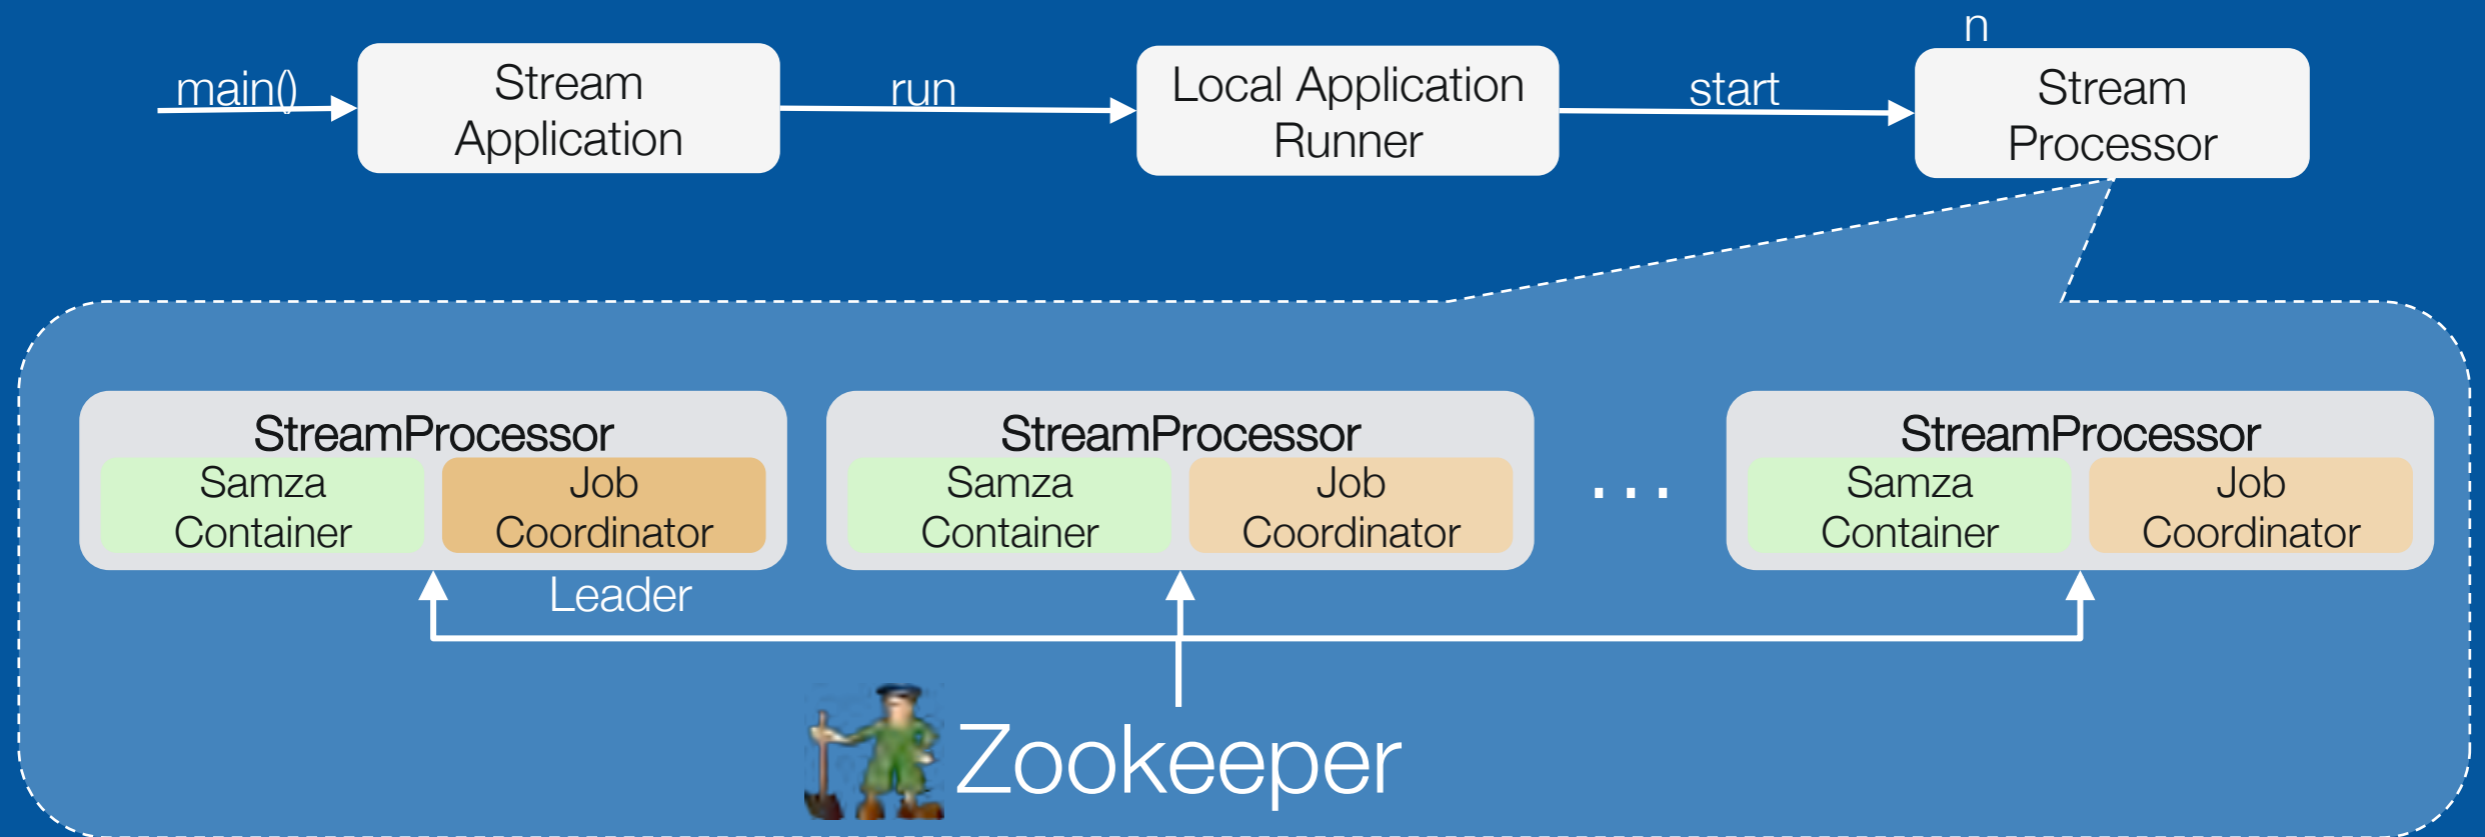 n
main()
Stream
Application
run
Local Application
Runner
start
Stream
Processor
StreamProcessor
Samza
Container
Job
Coordinator
Leader
StreamProcessor
Samza
Container
Job
Coordinator
...
StreamProcessor
Samza
Container
Job
Coordinator
Zookeeper